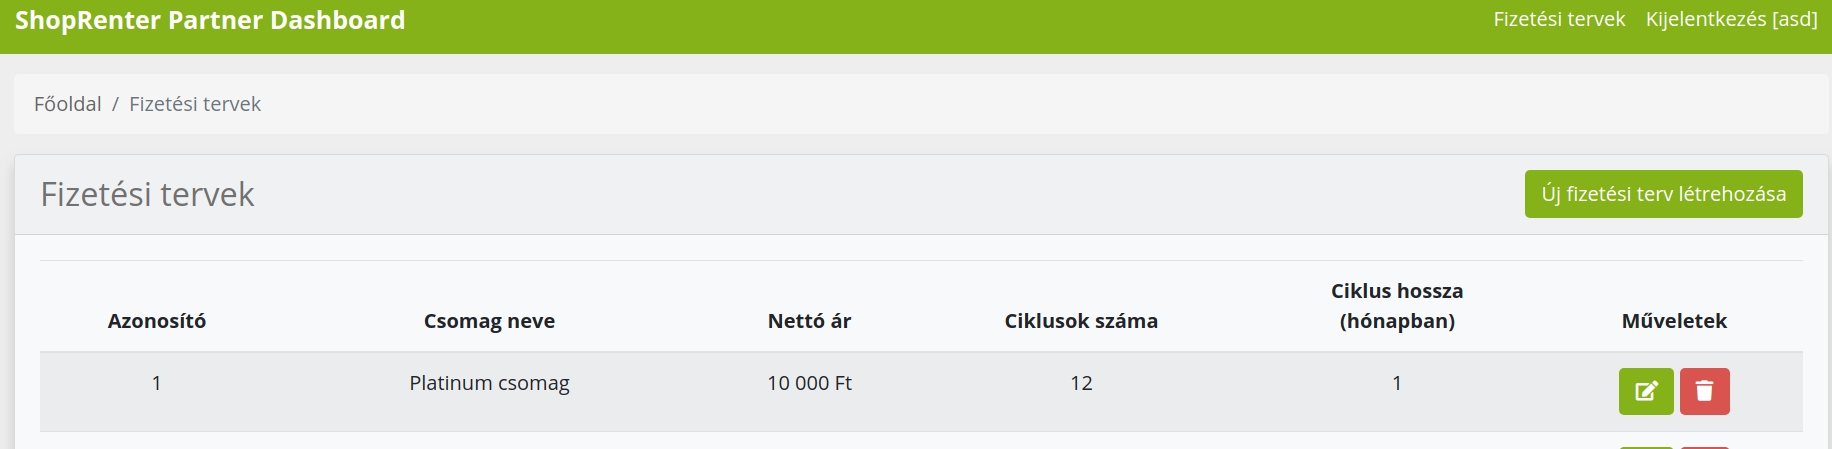 ShopRenter Partner Dashboard
Fizetési tervek Kijelentkezés [asd]
Főoldal / Fizetési tervek
Fizetési tervek
Új fizetési terv létrehozása
Azonosító Csomag neve Nettó ár Ciklusok száma Ciklus hossza
(hónapban) Műveletek
1 Platinum csomag 10 000 Ft 12 1